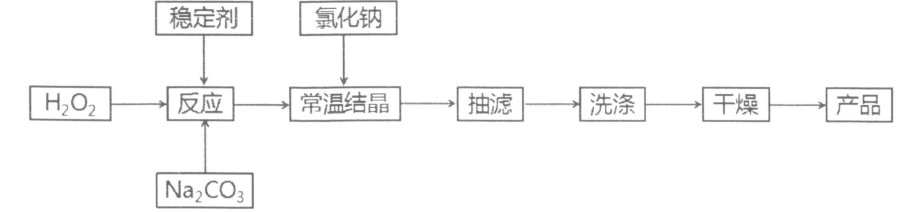 稳定剂
氯化钠
H₂O₂
反应
常温结晶
抽滤
洗涤
干燥
产品
Na₂CO₃